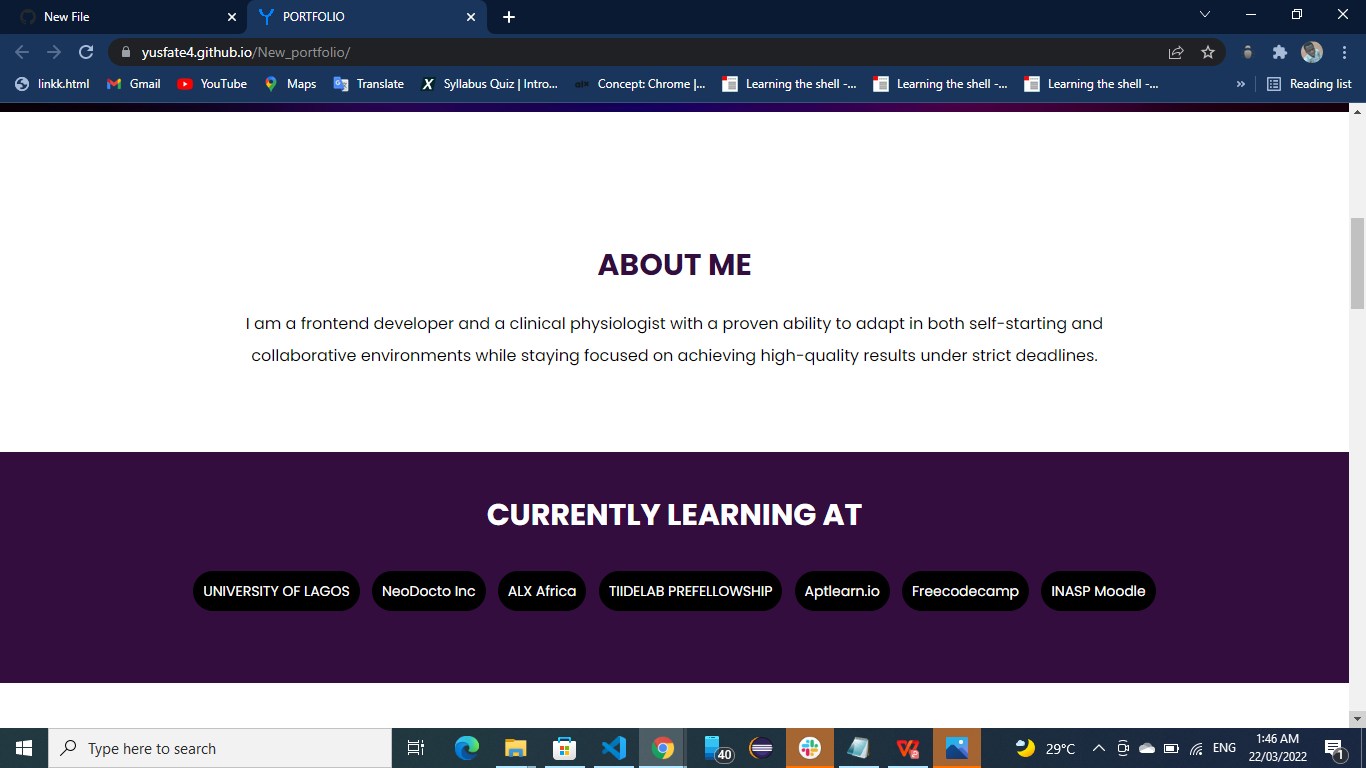 New File
PORTFOLIO
yusfate4.github.io/New_portfolio/
linkk.html
Gmail
YouTube
Maps
Translate
Syllabus Quiz | Intro...
Concept: Chrome |...
Learning the shell -...
Learning the shell -...
Learning the shell -...
»
Reading list
ABOUT ME
I am a frontend developer and a clinical physiologist with a proven ability to adapt in both self-starting and
collaborative environments while staying focused on achieving high-quality results under strict deadlines.
CURRENTLY LEARNING AT
UNIVERSITY OF LAGOS
NeoDocto Inc
ALX Africa
TIIDELAB PREFELLOWSHIP
Aptlearn.io
Freecodecamp
INASP Moodle
Type here to search
40
29°C
ENG
1:46 AM
22/03/2022
1